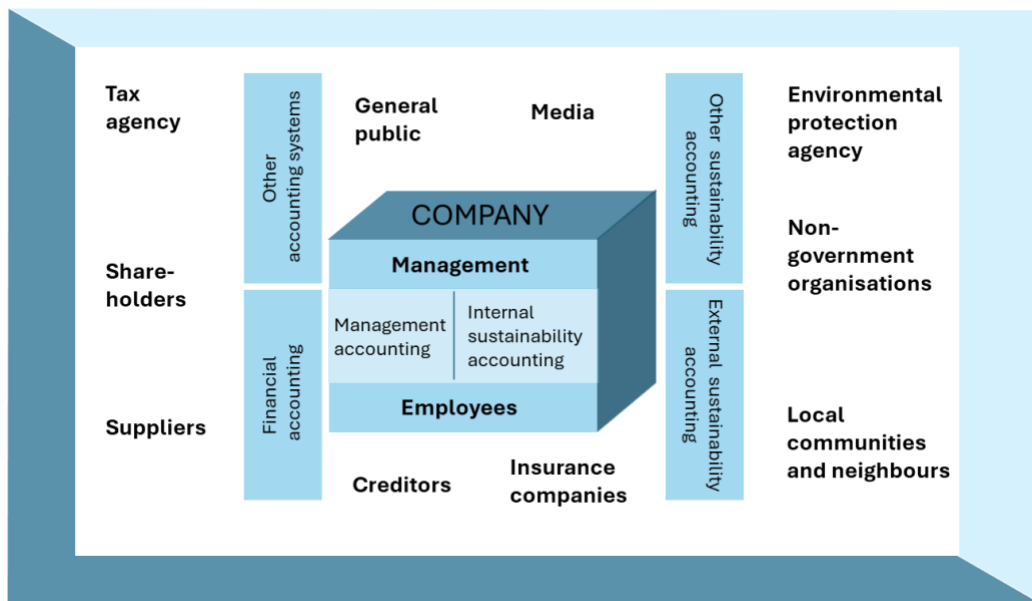 Tax
agency
Other
accounting systems
General
public
Media
Other sustainability
accounting
Environmental
protection
agency
Share-
holders
COMPANY
Management
Management
accounting
Internal
sustainability
accounting
Employees
Non-
government
organisations
Suppliers
Financial
accounting
External sustainability
accounting
Local
communities
and neighbours
Creditors
Insurance
companies